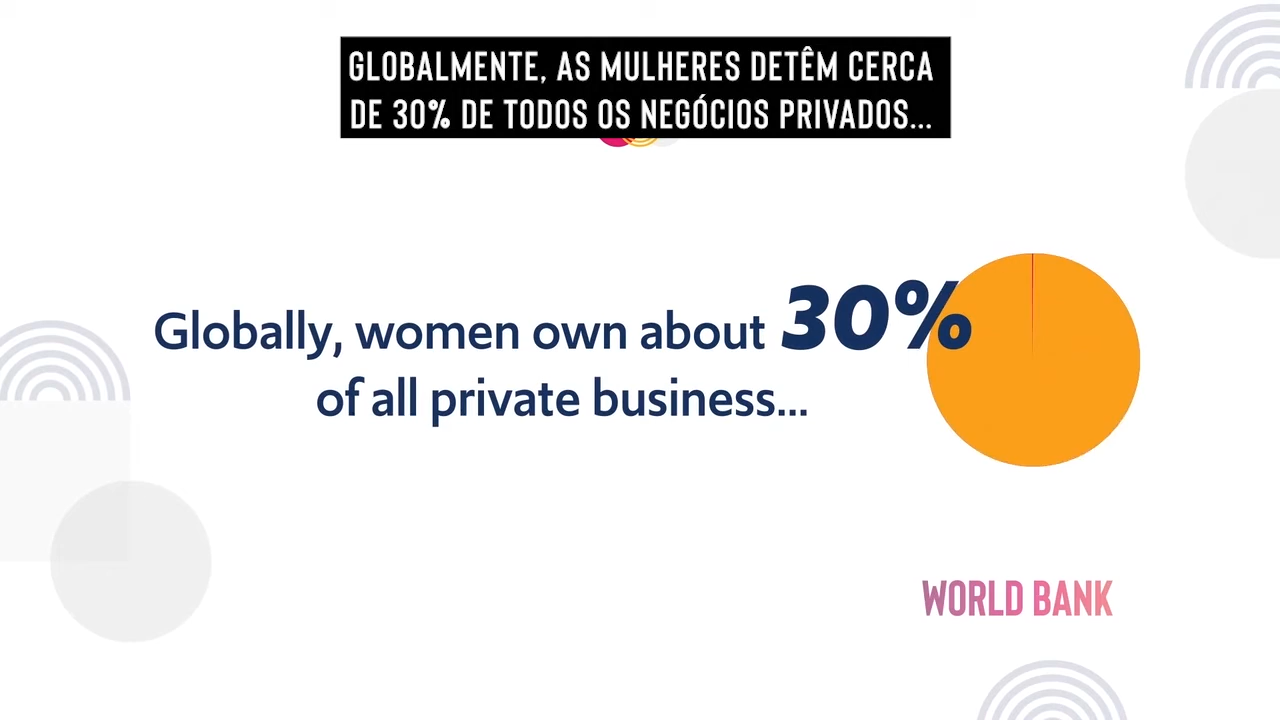 GLOBALMENTE, AS MULHERES DETÊM CERCA
DE 30% DE TODOS OS NEGÓCIOS PRIVADOS...
Globally, women own about 30%
of all private business...
WORLD BANK